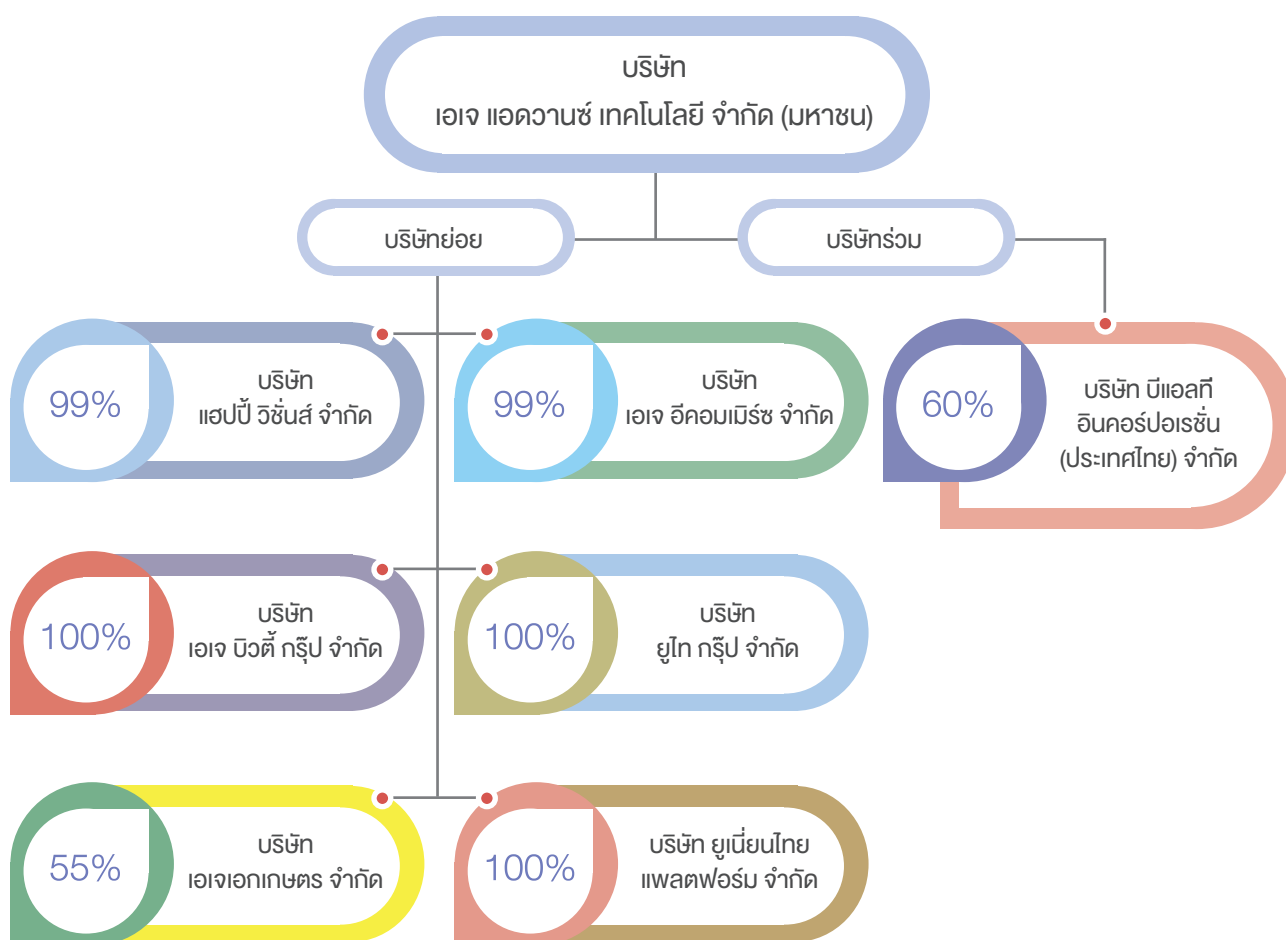 บริษัท
เอเจ แอดวานซ์ เทคโนโลยี จำกัด (มหาชน)
บริษัทย่อย
บริษัทร่วม
99%
บริษัท
แฮปปี้ วิชั่นส์ จำกัด
99%
บริษัท
เอเจ อีคอมเมิร์ซ จำกัด
60%
บริษัท บีแอลที
อินคอร์ปอเรชั่น
(ประเทศไทย) จำกัด
100%
บริษัท
เอเจ บิวตี้ กรุ๊ป จำกัด
100%
บริษัท
ยูไท กรุ๊ป จำกัด
55%
บริษัท
เอเจเอกเกษตร จำกัด
100%
บริษัท ยูเนี่ยนไทย
แพลตฟอร์ม จำกัด